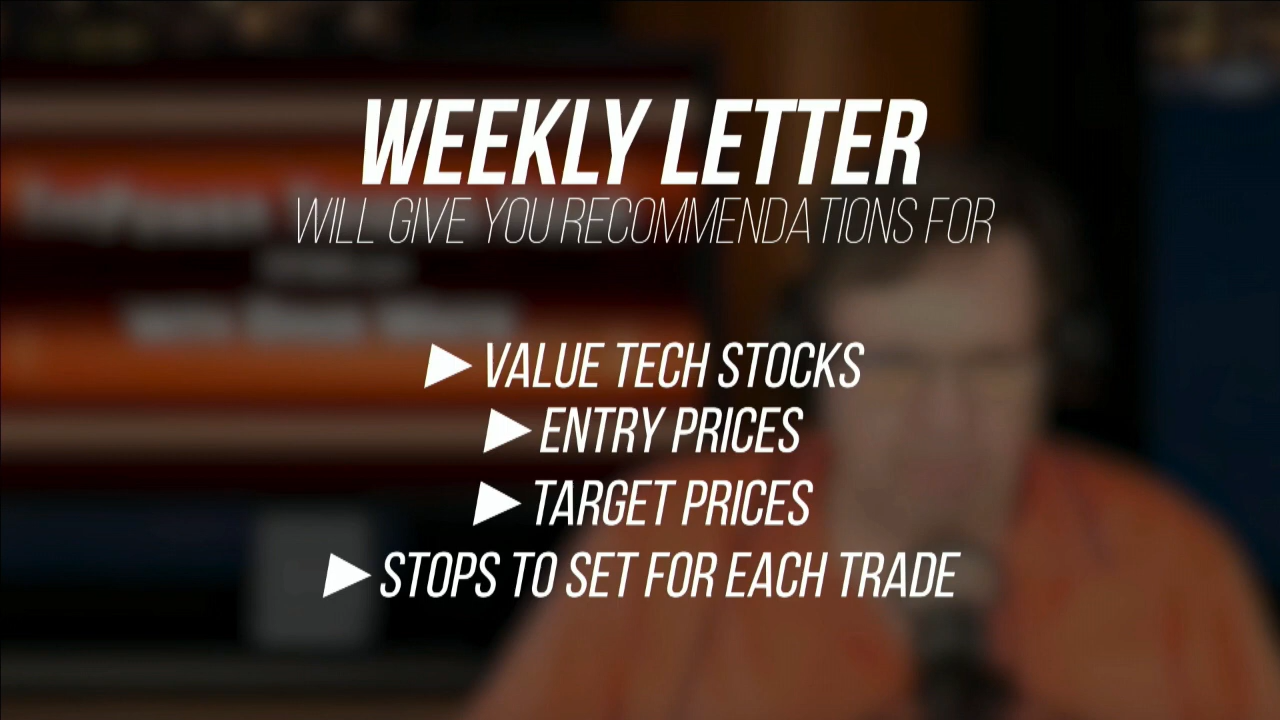 WEEKLY LETTER
WILL GIVE YOU RECOMMENDATIONS FOR
▶ VALUE TECH STOCKS
▶ ENTRY PRICES
▶ TARGET PRICES
▶ STOPS TO SET FOR EACH TRADE